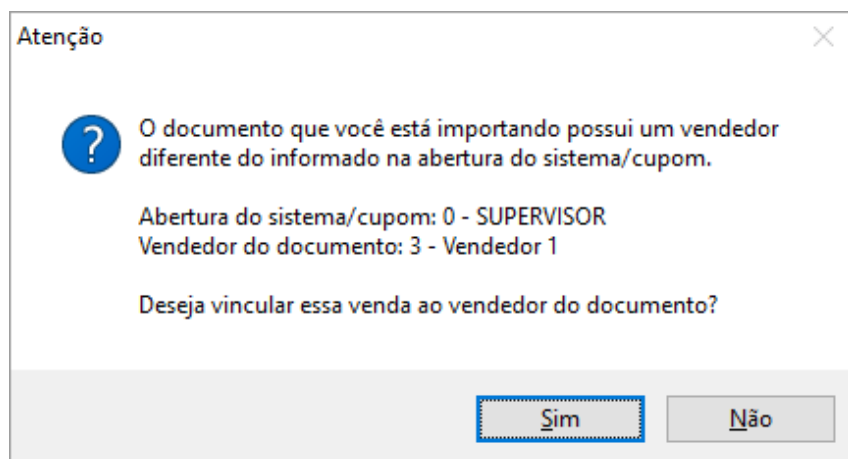 Atenção
O documento que você está importando possui um vendedor
diferente do informado na abertura do sistema/cupom.
Abertura do sistema/cupom: 0 - SUPERVISOR
Vendedor do documento: 3 - Vendedor 1
Deseja vincular essa venda ao vendedor do documento?
Sim
Não